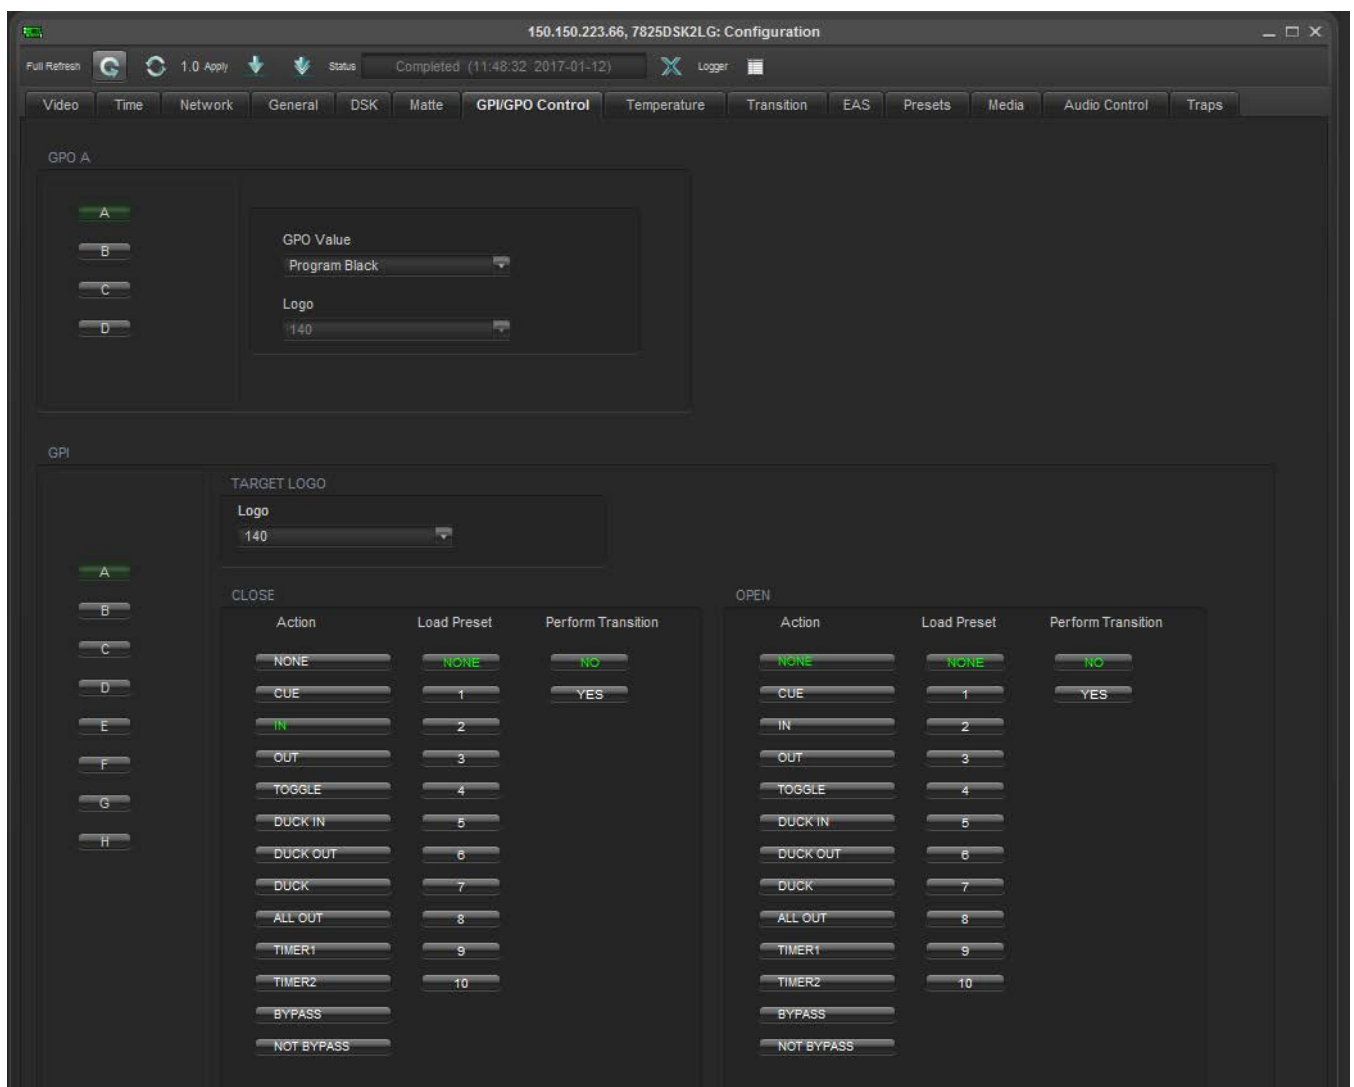 150.150.223.66, 7825DSK2LG: Configuration
Full Refresh 1.0 Apply Status Completed (11:48:32 2017-01-12) Logger
Video Time Network General DSK Matte GPI/GPO Control Temperature Transition EAS Presets Media Audio Control Traps
GPO A
A
B
C
D
GPO Value
Program Black
Logo
140
GPI
A
B
C
D
E
F
G
H
TARGET LOGO
Logo
140
CLOSE
Action Load Preset Perform Transition
NONE NONE NO
CUE 1 YES
IN 2
OUT 3
TOGGLE 4
DUCK IN 5
DUCK OUT 6
DUCK 7
ALL OUT 8
TIMER1 9
TIMER2 10
BYPASS
NOT BYPASS
OPEN
Action Load Preset Perform Transition
NONE NONE NO
CUE 1 YES
IN 2
OUT 3
TOGGLE 4
DUCK IN 5
DUCK OUT 6
DUCK 7
ALL OUT 8
TIMER1 9
TIMER2 10
BYPASS
NOT BYPASS